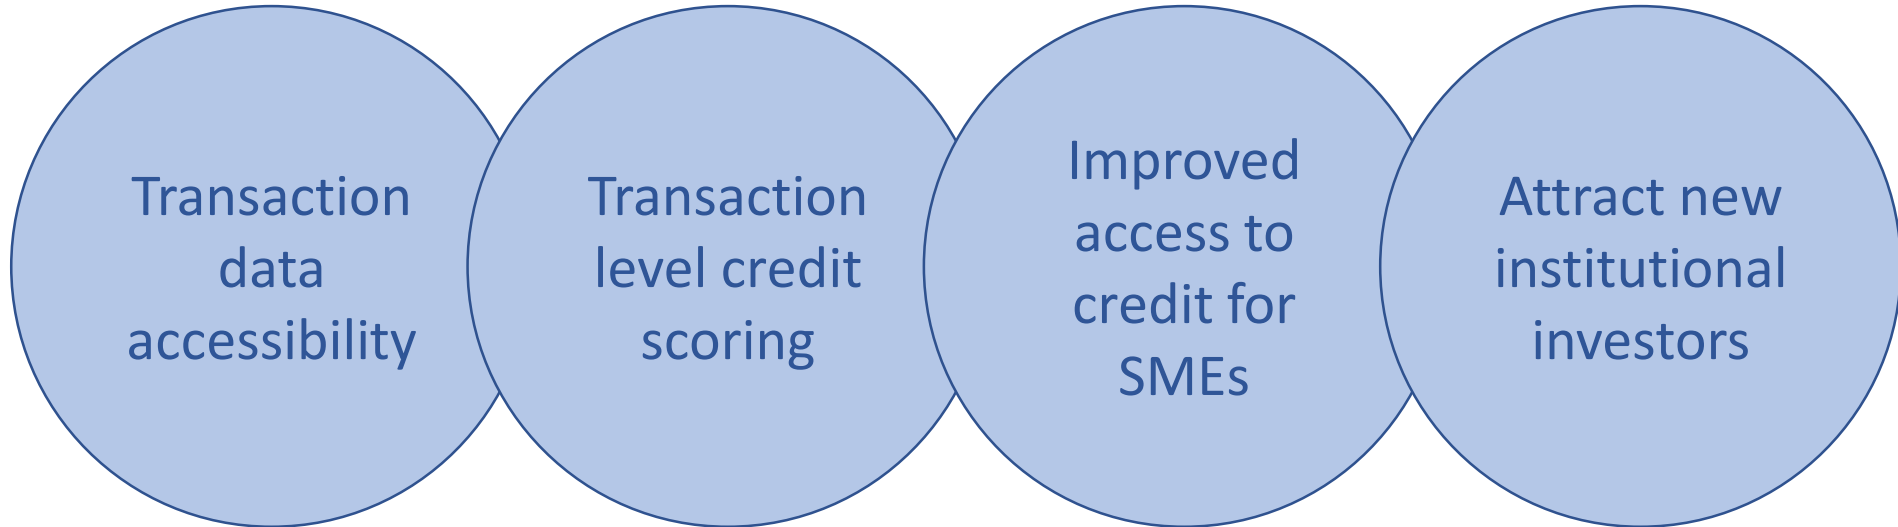 Transaction
data
accessibility
Transaction
level credit
scoring
Improved
access to
credit for
SMEs
Attract new
institutional
investors